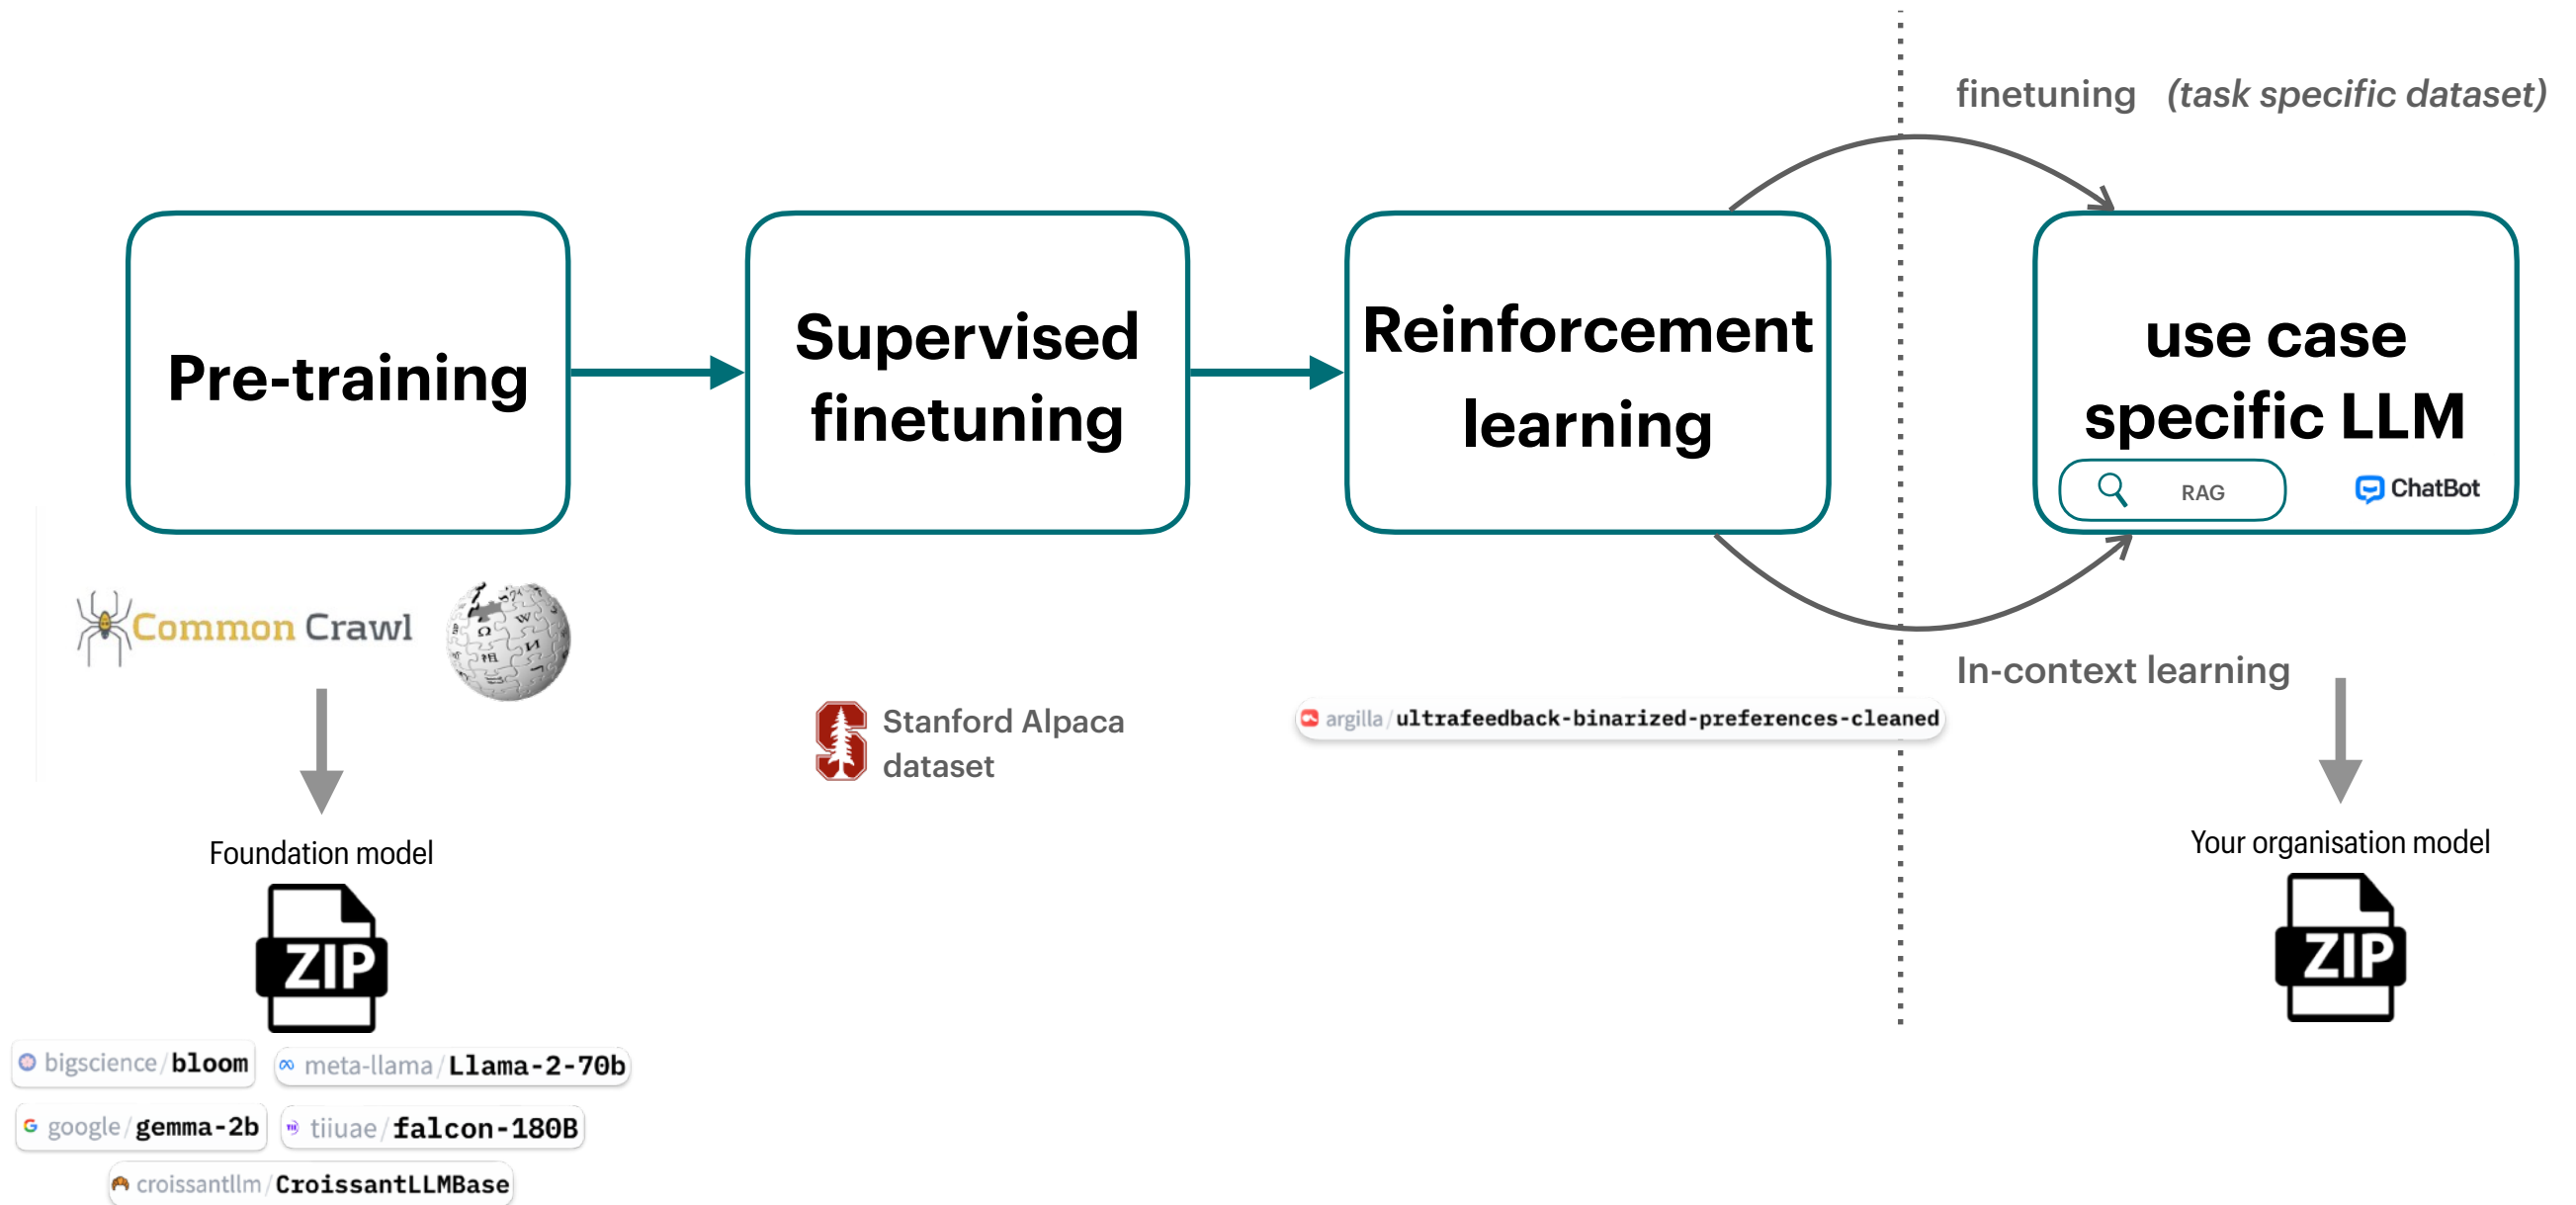 finetuning (task specific dataset)
Pre-training
Supervised
finetuning
Reinforcement
learning
use case
specific LLM
RAG
ChatBot
Common Crawl
In-context learning
Stanford Alpaca
dataset
argilla/ultrafeedback-binarized-preferences-cleaned
Foundation model
ZIP
Your organisation model
ZIP
bigscience/bloom
meta-llama/Llama-2-70b
google/gemma-2b
tiiuae/falcon-180B
croissantllm/CroissantLLMBase